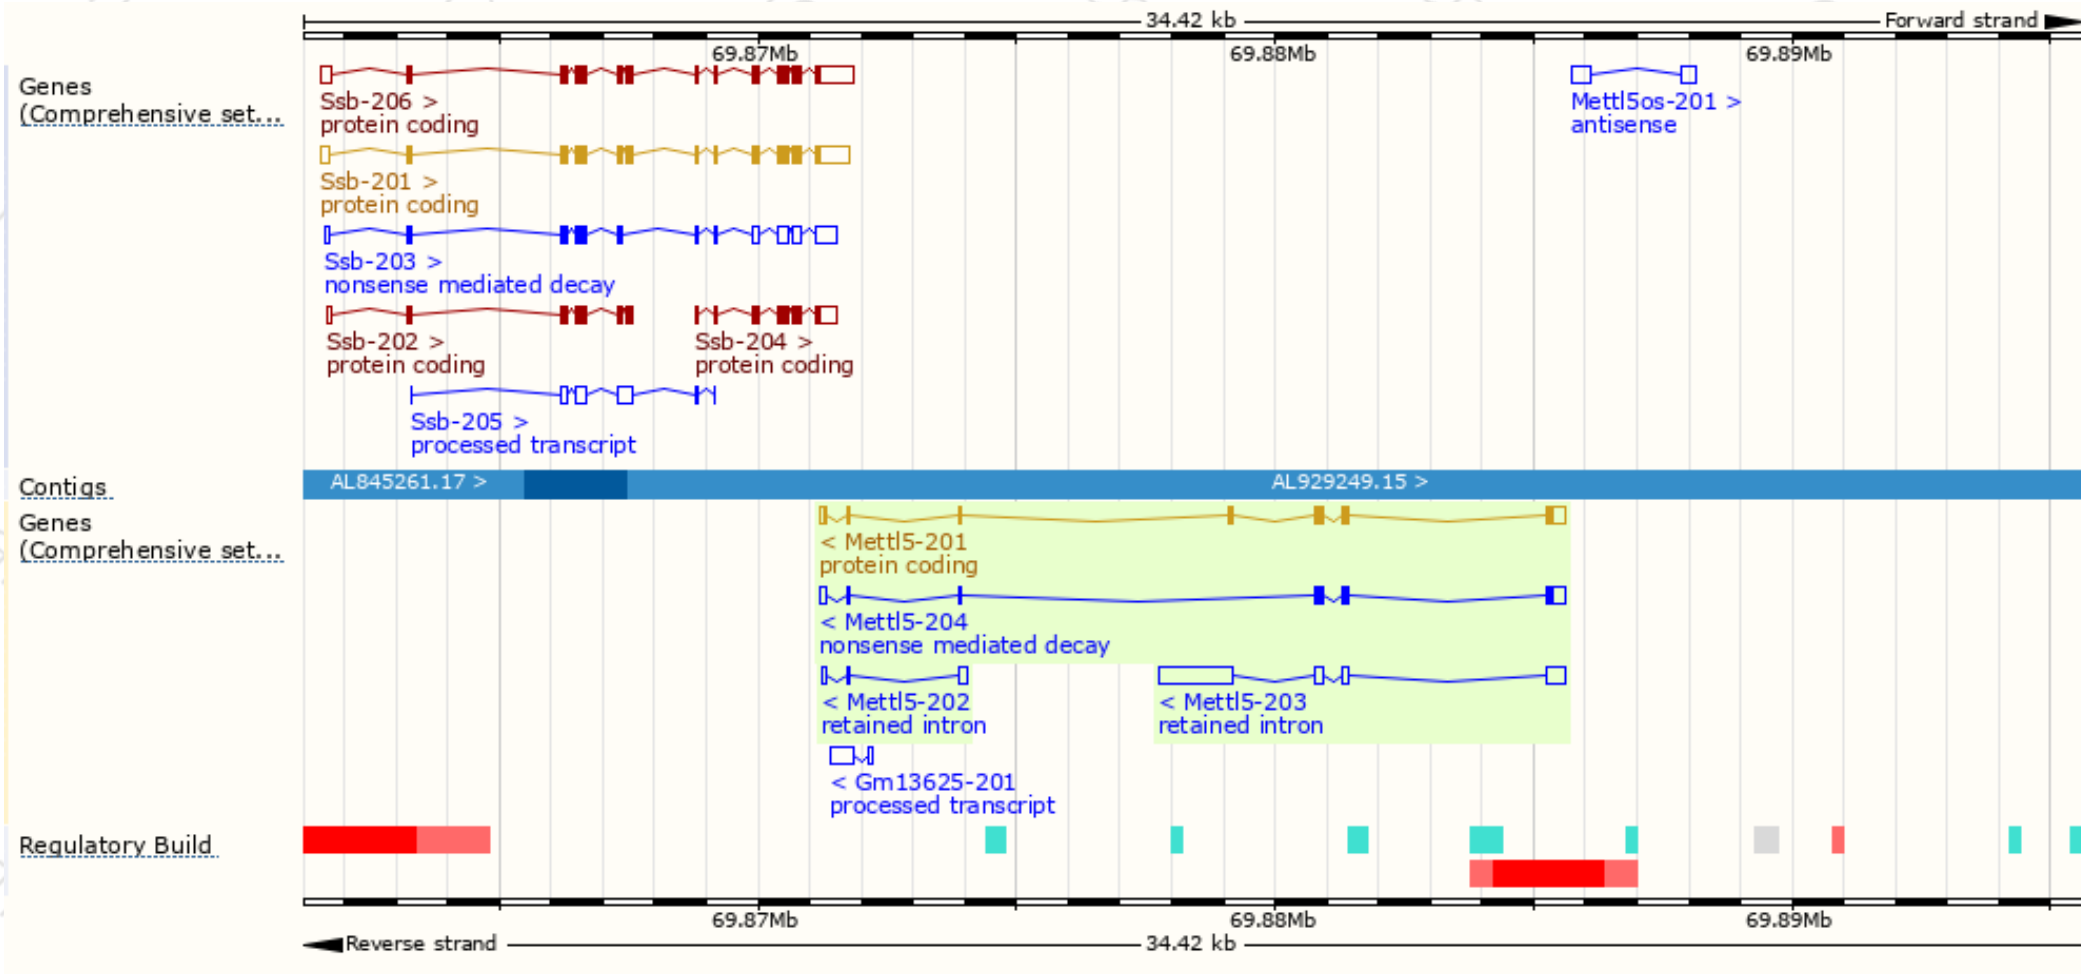 34.42 kb
Forward strand
69.87Mb 69.88Mb 69.89Mb
Genes
(Comprehensive set...
Ssb-206 >
protein coding
Mettl5os-201 >
antisense
Ssb-201 >
protein coding
Ssb-203 >
nonsense mediated decay
Ssb-202 >
protein coding
Ssb-204 >
protein coding
Ssb-205 >
processed transcript
Contigs
AL845261.17 >
AL929249.15 >
Genes
(Comprehensive set...
< Mettl5-201
protein coding
< Mettl5-204
nonsense mediated decay
< Mettl5-202
retained intron
< Mettl5-203
retained intron
< Gm13625-201
processed transcript
Regulatory Build
69.87Mb 69.88Mb 69.89Mb
Reverse strand
34.42 kb